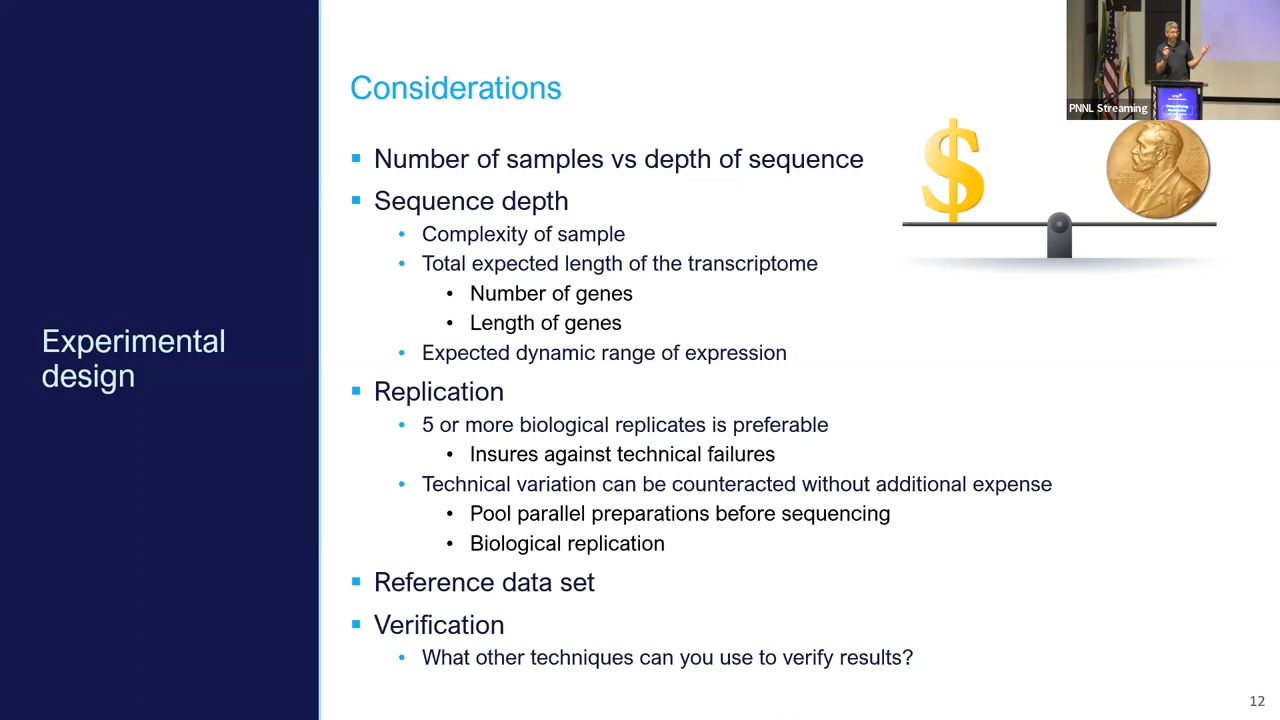 Considerations
PNNL Streaming
Number of samples vs depth of sequence
Sequence depth
Complexity of sample
Total expected length of the transcriptome
Number of genes
Length of genes
Expected dynamic range of expression
Experimental
design
Replication
5 or more biological replicates is preferable
Insures against technical failures
Technical variation can be counteracted without additional expense
Pool parallel preparations before sequencing
Biological replication
Reference data set
Verification
What other techniques can you use to verify results?
12